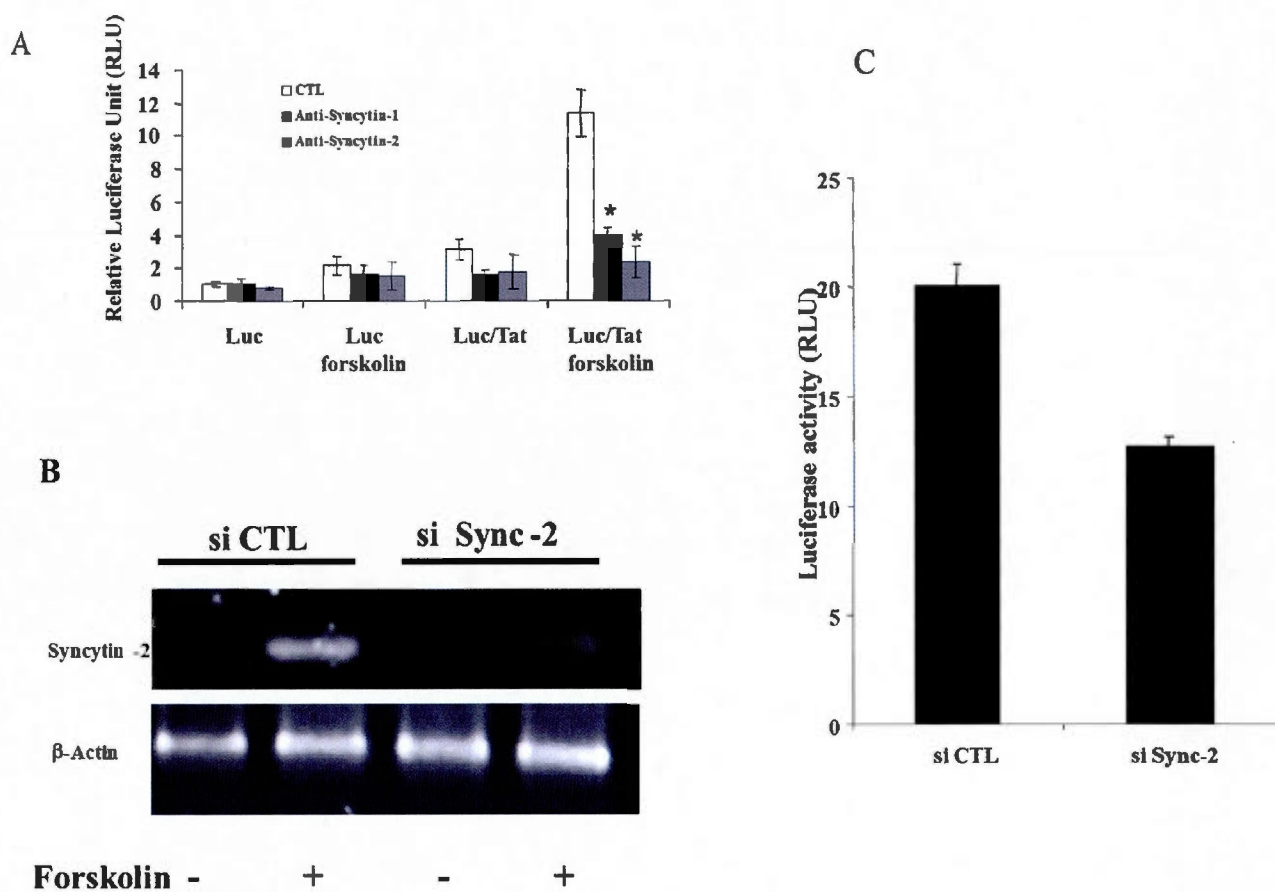 A
Relative Luciferase Unit (RLU)
14
12
10
8
6
4
2
0
CTL
Anti-Syncytin-1
Anti-Syncytin-2
*
*
Luc
Luc
forskolin
Luc/Tat
Luc/Tat
forskolin
B
si CTL
si Sync-2
Syncytin -2
β-Actin
Forskolin - + - +
C
Luciferase activity (RLU)
25
20
15
10
5
0
si CTL
si Sync-2